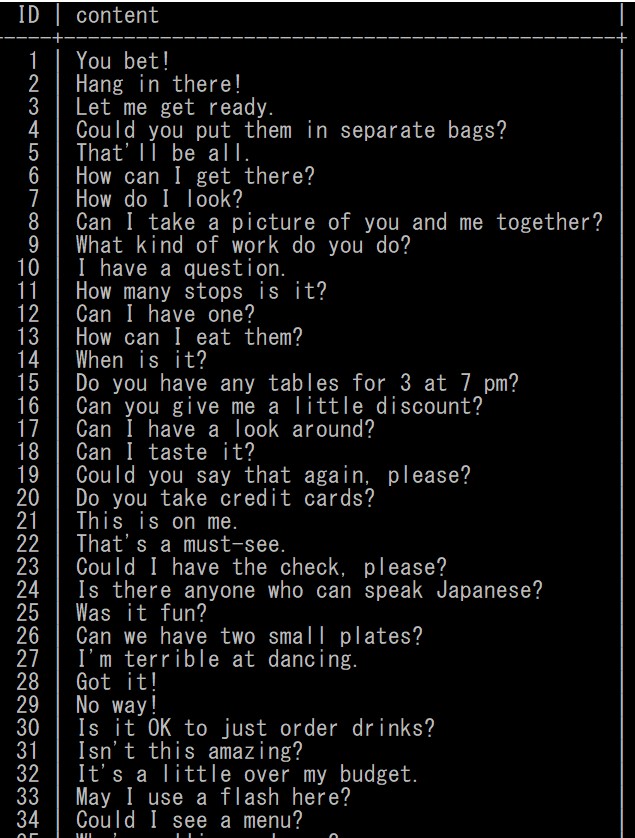 ID | content |
-----+-----------------------------------------------+
1 | You bet! |
2 | Hang in there! |
3 | Let me get ready. |
4 | Could you put them in separate bags? |
5 | That'll be all. |
6 | How can I get there? |
7 | How do I look? |
8 | Can I take a picture of you and me together? |
9 | What kind of work do you do? |
10 | I have a question. |
11 | How many stops is it? |
12 | Can I have one? |
13 | How can I eat them? |
14 | When is it? |
15 | Do you have any tables for 3 at 7 pm? |
16 | Can you give me a little discount? |
17 | Can I have a look around? |
18 | Can I taste it? |
19 | Could you say that again, please? |
20 | Do you take credit cards? |
21 | This is on me. |
22 | That's a must-see. |
23 | Could I have the check, please? |
24 | Is there anyone who can speak Japanese? |
25 | Was it fun? |
26 | Can we have two small plates? |
27 | I'm terrible at dancing. |
28 | Got it! |
29 | No way! |
30 | Is it OK to just order drinks? |
31 | Isn't this amazing? |
32 | It's a little over my budget. |
33 | May I use a flash here? |
34 | Could I see a menu? |